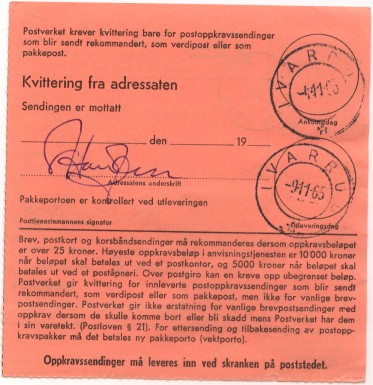 Postverket krever kvittering bare for postoppkravssendinger
som blir sendt rekommandert, som verdipost eller som
pakkepost.
Kvittering fra adressaten
Sendingen er mottatt
IVARRU
Ankomstdag
den 19
Adressatens underskrift
IVARRU
Utleveringsdag
Pakkeportoen er kontrollert ved utleveringen
Posttjenestemannens signatur
Brev, postkort og korsbåndsendinger må rekommanderes dersom oppkravsbeløpet
er over 25 kroner. Høyeste oppkravsbeløp i anvisningstjenesten er 10 000 kroner
når beløpet skal betales ut ved et postkontor, og 5000 kroner når beløpet skal
betales ut ved et poståpneri. Over postgiro kan en kreve opp ubegrenset beløp.
Postverket gir kvittering for innleverte postoppkravssendinger som blir sendt
rekommandert, som verdipost eller som pakkepost, men ikke for vanlige brev-
postsendinger. Postverket gir ikke erstatning for vanlige brevpostsendinger med
oppkrav dersom de skulle komme bort eller bli skadd mens Postverket har dem
i sin varetekt. (Postloven § 21). For ettersending og tilbakesending av postopp-
kravspakker må det betales ny pakkeporto (vektporto).
Oppkravssendinger må leveres inn ved skranken på poststedet.